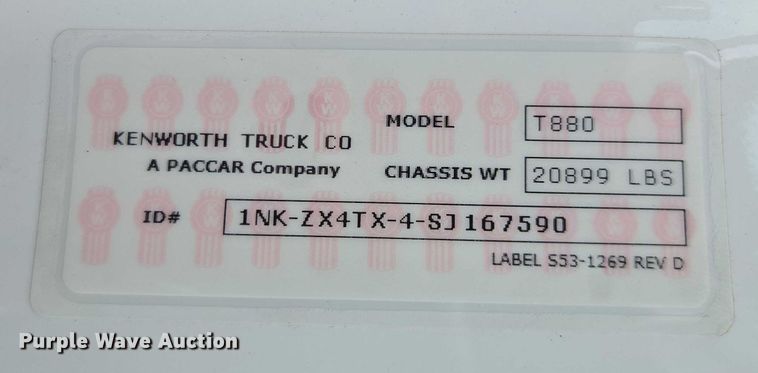 KENWORTH TRUCK CO
A PACCAR Company
MODEL T880
CHASSIS WT 20899 LBS
ID# 1NK-ZX4TX-4-SJ167590
LABEL S53-1269 REV D
Purple Wave Auction